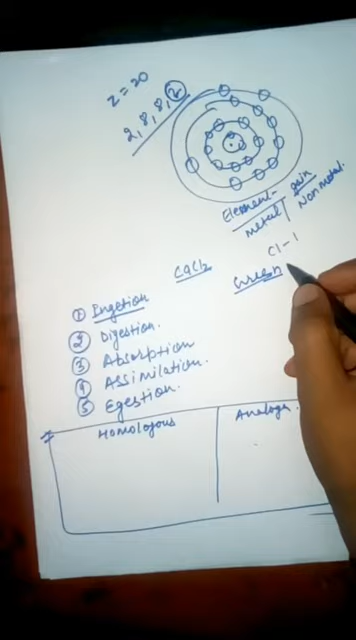 Z = 20
2, 8, 8, 2
Element
gain
metal / Non metal.
Cl - 1
CaCl2
① Ingestion
② Digestion.
③ Absorption
④ Assimilation.
⑤ Egestion.
Homologous
Analogo